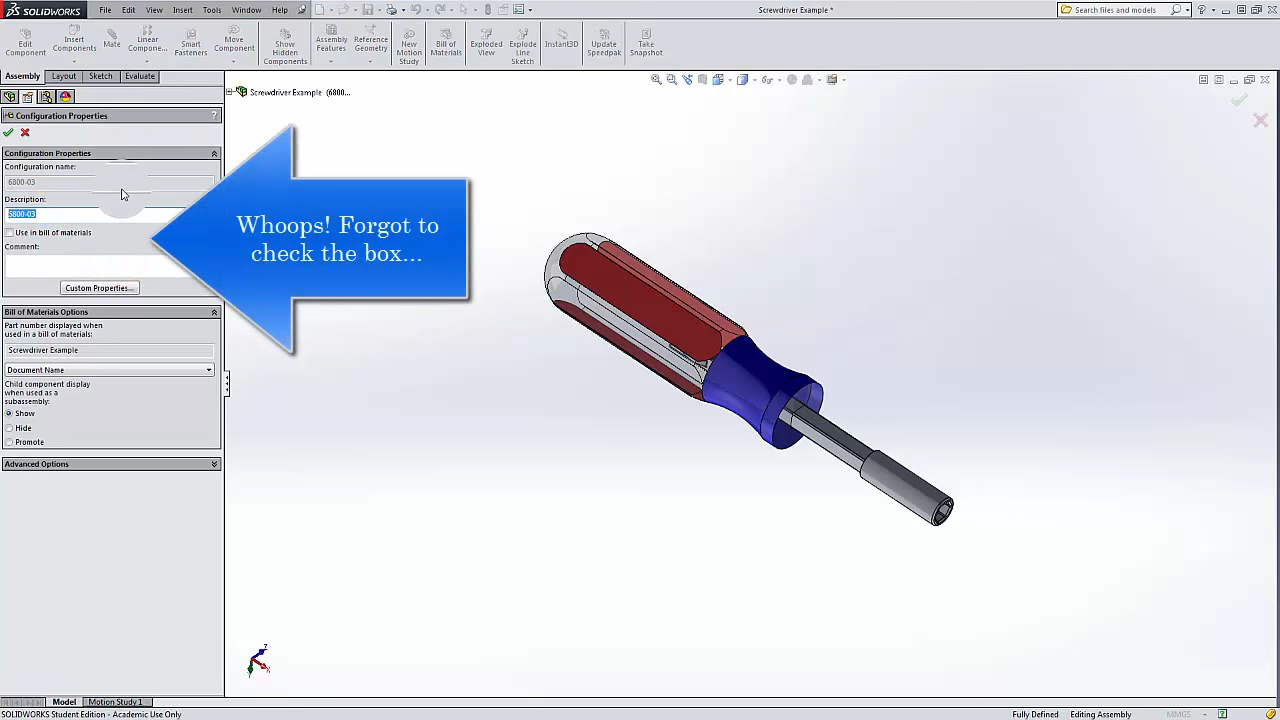 SOLIDWORKS
File Edit View Insert Tools Window Help
Screwdriver Example *
Search files and models
Edit Component
Insert Components
Mate
Linear Compone...
Smart Fasteners
Move Component
Show Hidden Components
Assembly Features
Reference Geometry
New Motion Study
Bill of Materials
Exploded View
Explode Line Sketch
Instant3D
Update Speedpak
Take Snapshot
Assembly Layout Sketch Evaluate
Screwdriver Example (6800...
Configuration Properties ?
Configuration Properties
Configuration name:
6800-03
Description:
6800-03
Use in bill of materials
Comment:
Custom Properties...
Whoops! Forgot to
check the box...
Bill of Materials Options
Part number displayed when
used in a bill of materials:
Screwdriver Example
Document Name
Child component display
when used as a
subassembly:
Show
Hide
Promote
Advanced Options
Model Motion Study 1
SOLIDWORKS Student Edition - Academic Use Only
Fully Defined Editing Assembly MMGS